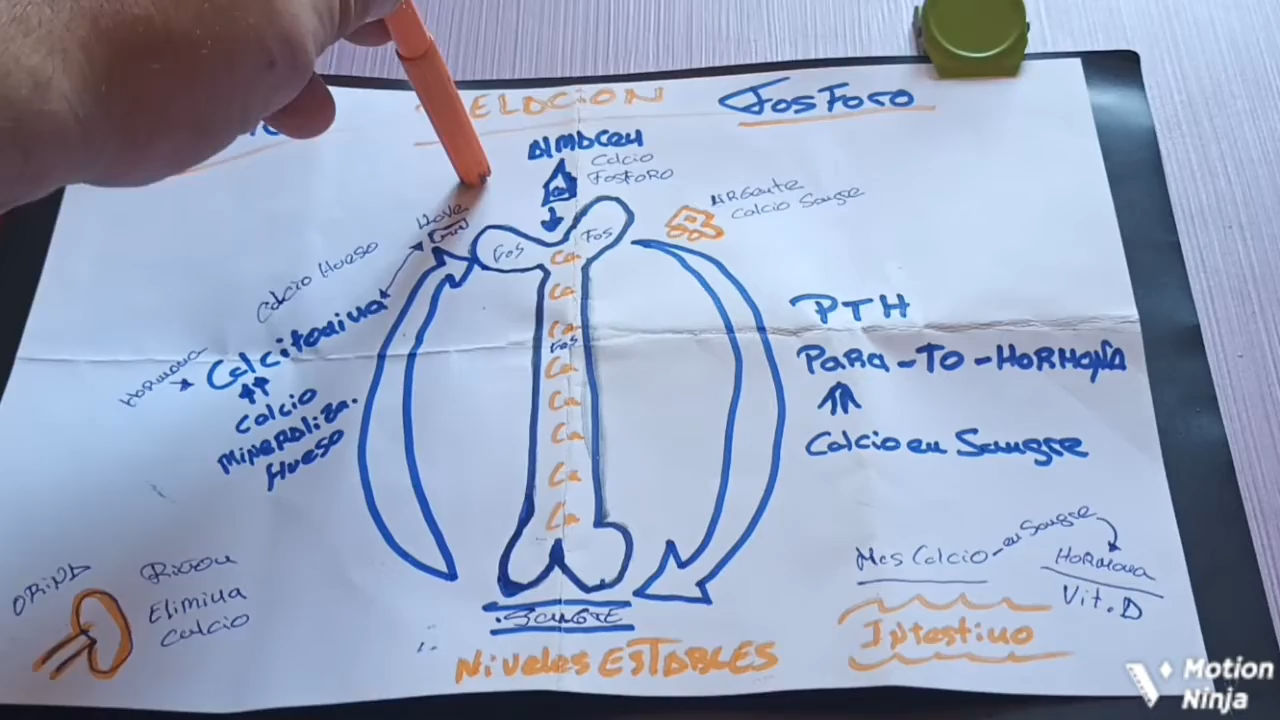 FOSFORO
ALMDCEN
Calcio
FOSFORO
URGente
Calcio Sangre
LLave
Calcio Hueso
Fos
Fos
Ca
Ca
Ca
Fos
Ca
Ca
Ca
Ca
Ca
Hormona
Calcitonina
Calcio
Mineraliza.
Hueso
PTH
PARA-TO-HORMONA
Calcio en Sangre
ORINA
Riñon
Elimina
Calcio
Mas Calcio-en Sangre
HORMONA
Vit.D
Intestino
.SANGRE
Niveles ESTABLES
Motion
Ninja